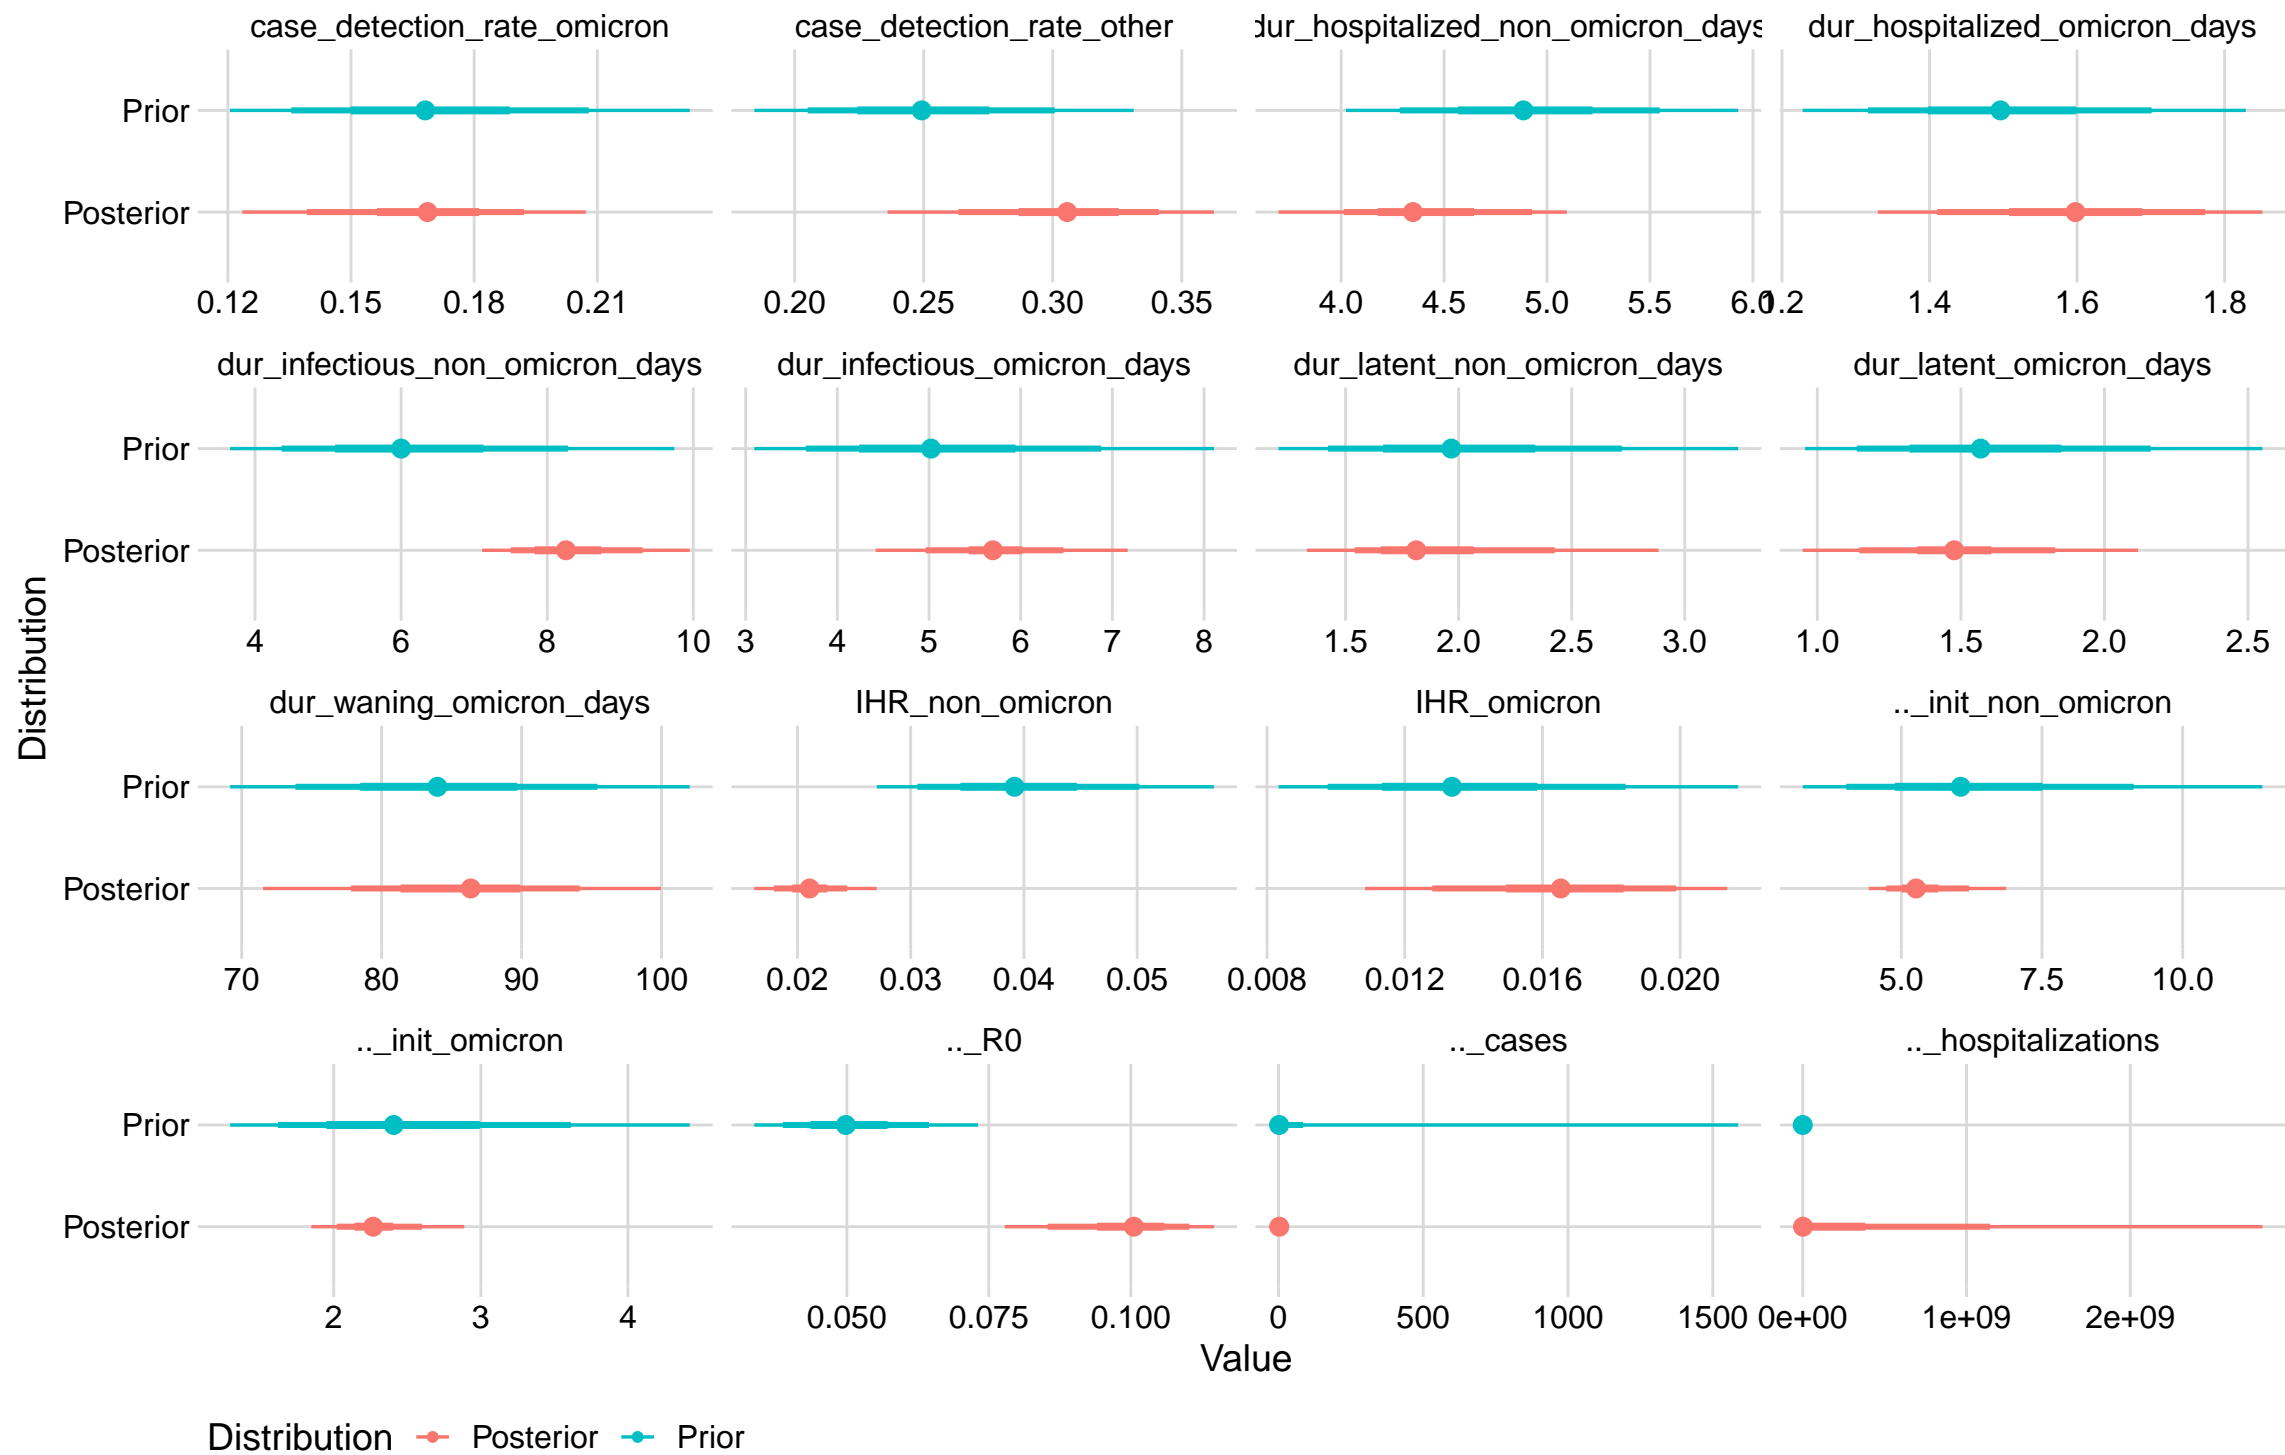 case_detection_rate_omicron case_detection_rate_other dur_hospitalized_non_omicron_days dur_hospitalized_omicron_days
Prior
Posterior
0.12 0.15 0.18 0.21 0.20 0.25 0.30 0.35 4.0 4.5 5.0 5.5 6.0 1.2 1.4 1.6 1.8
dur_infectious_non_omicron_days dur_infectious_omicron_days dur_latent_non_omicron_days dur_latent_omicron_days
Prior
Posterior
4 6 8 10 3 4 5 6 7 8 1.5 2.0 2.5 3.0 1.0 1.5 2.0 2.5
Distribution
dur_waning_omicron_days IHR_non_omicron IHR_omicron .._init_non_omicron
Prior
Posterior
70 80 90 100 0.02 0.03 0.04 0.05 0.008 0.012 0.016 0.020 5.0 7.5 10.0
.._init_omicron .._R0 .._cases .._hospitalizations
Prior
Posterior
2 3 4 0.050 0.075 0.100 0 500 1000 1500 0e+00 1e+09 2e+09
Value
Distribution Posterior Prior